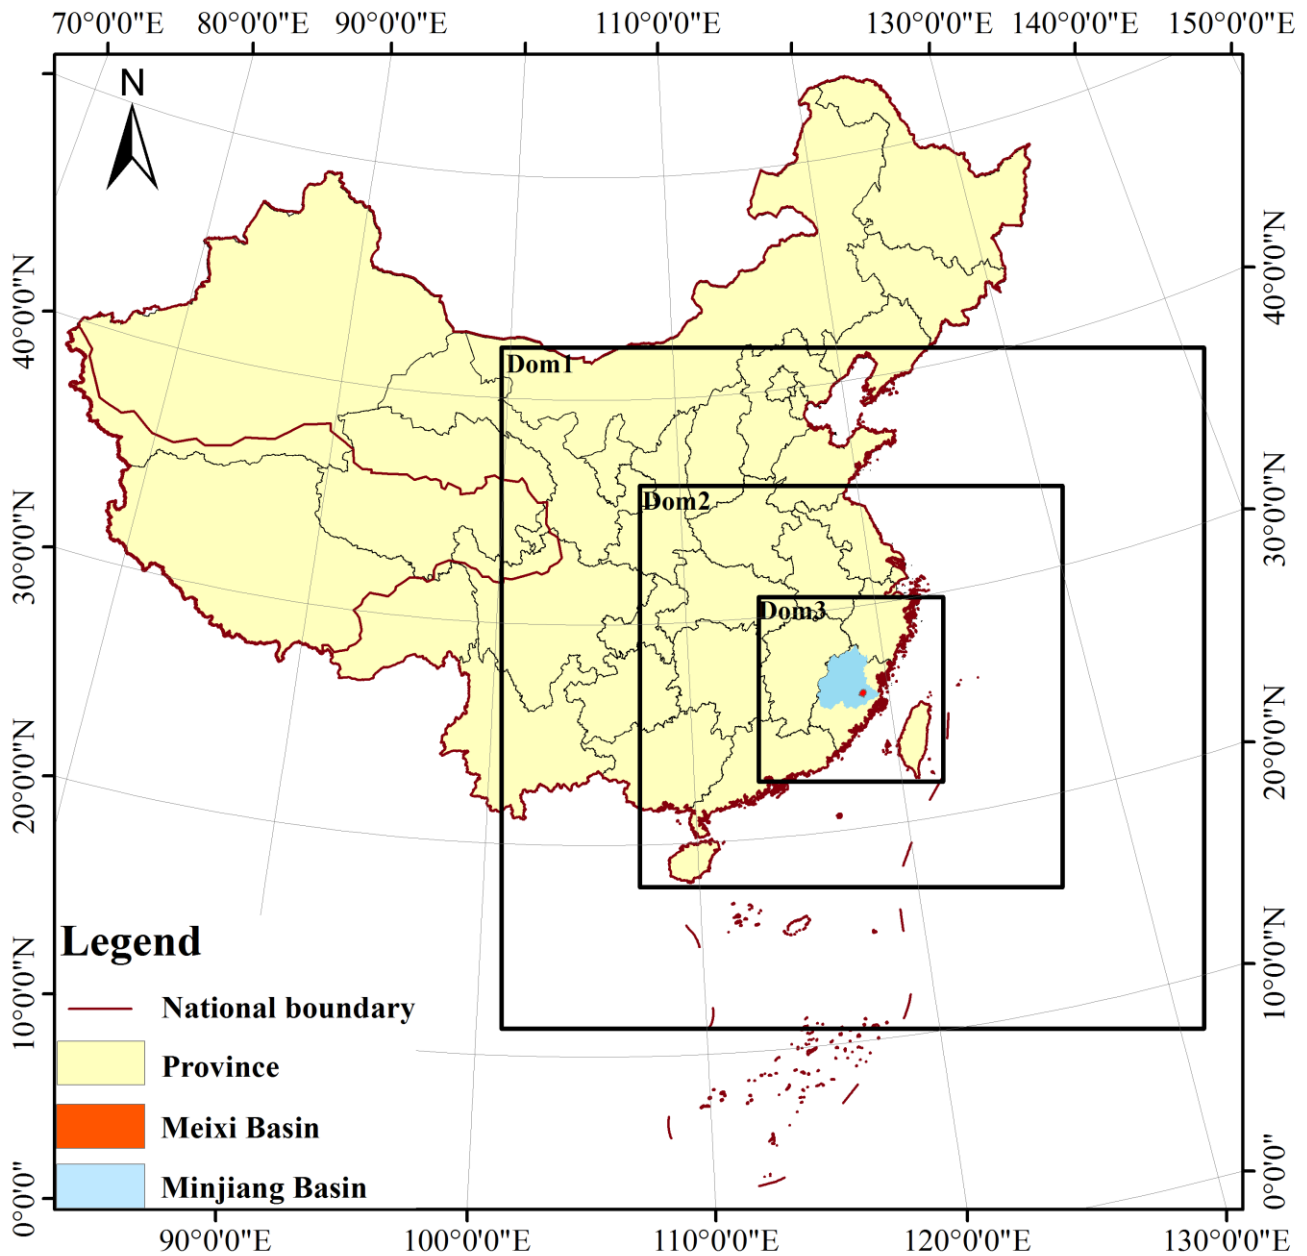 70°0'0"E 80°0'0"E 90°0'0"E 110°0'0"E 130°0'0"E 140°0'0"E 150°0'0"E
N
40°0'0"N
40°0'0"N
Dom1
Dom2
30°0'0"N
30°0'0"N
Dom3
20°0'0"N
20°0'0"N
Legend
National boundary
Province
Meixi Basin
Minjiang Basin
10°0'0"N
10°0'0"N
0°0'0"
0°0'0"
90°0'0"E 100°0'0"E 110°0'0"E 120°0'0"E 130°0'0"E